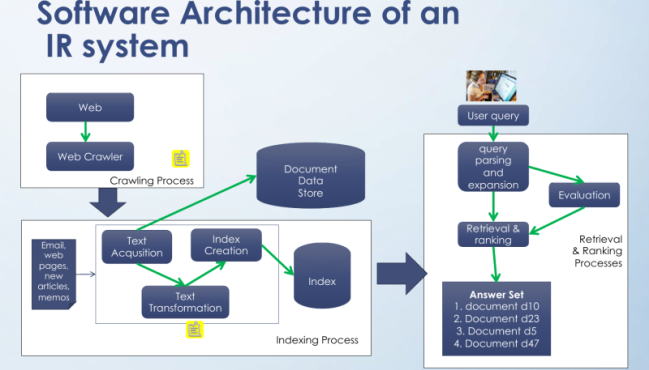 Software Architecture of an
IR system
Web
Web Crawler
Crawling Process
Document
Data
Store
Email,
web
pages,
new
articles,
memos
Text
Acqusition
Index
Creation
Text
Transformation
Index
Indexing Process
User query
query
parsing
and
expansion
Evaluation
Retrieval &
ranking
Retrieval
& Ranking
Processes
Answer Set
1. document d10
2. Document d23
3. Document d5
4. Document d47